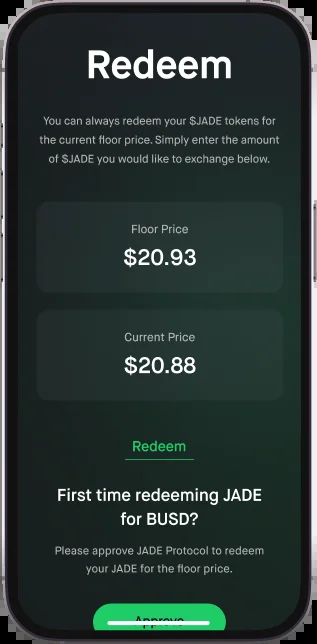 Redeem
You can always redeem your $JADE tokens for
the current floor price. Simply enter the amount
of $JADE you would like to exchange below.
Floor Price
$20.93
Current Price
$20.88
Redeem
First time redeeming JADE
for BUSD?
Please approve JADE Protocol to redeem
your JADE for the floor price.
Approve